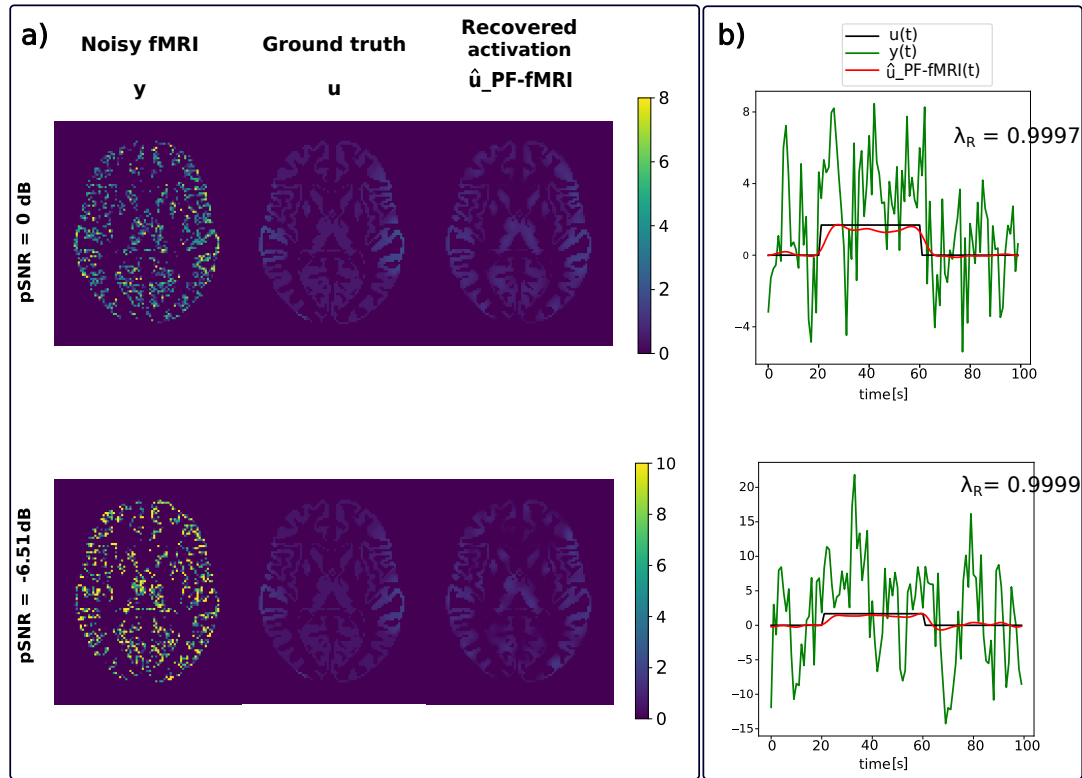 a)
Noisy fMRI
y
Ground truth
u
Recovered
activation
û_PF-fMRI
pSNR = 0 dB
8
6
4
2
0
pSNR = -6.51dB
10
8
6
4
2
0
b)
u(t)
y(t)
û_PF-fMRI(t)
λR = 0.9997
8
4
0
−4
0 20 40 60 80 100
time[s]
λR= 0.9999
20
15
10
5
0
−5
−10
−15
0 20 40 60 80 100
time[s]